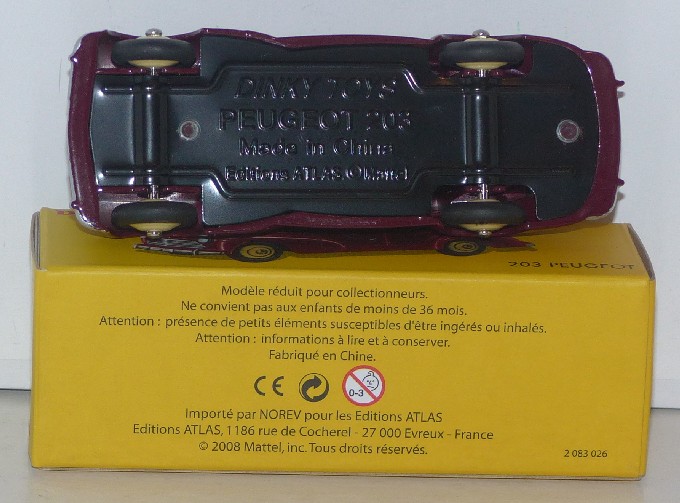 DINKY TOYS
PEUGEOT 203
Made in China
Editions ATLAS ©Mattel
203 PEUGEOT
Modèle réduit pour collectionneurs.
Ne convient pas aux enfants de moins de 36 mois.
Attention : présence de petits éléments susceptibles d'être ingérés ou inhalés.
Attention : informations à lire et à conserver.
Fabriqué en Chine.
CE
0-3
Importé par NOREV pour les Editions ATLAS
Editions ATLAS, 1186 rue de Cocherel - 27 000 Evreux - France
© 2008 Mattel, inc. Tous droits réservés.
2 083 026